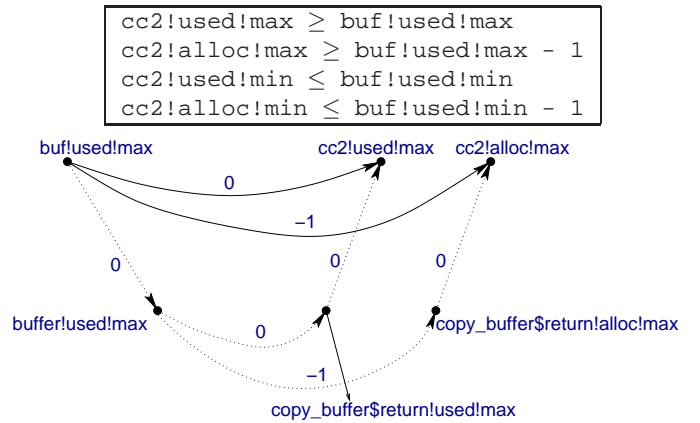 cc2!used!max ≥ buf!used!max
cc2!alloc!max ≥ buf!used!max - 1
cc2!used!min ≤ buf!used!min
cc2!alloc!min ≤ buf!used!min - 1
buf!used!max cc2!used!max cc2!alloc!max
0
−1
0 0 0
buffer!used!max copy_buffer$return!alloc!max
0
−1
copy_buffer$return!used!max